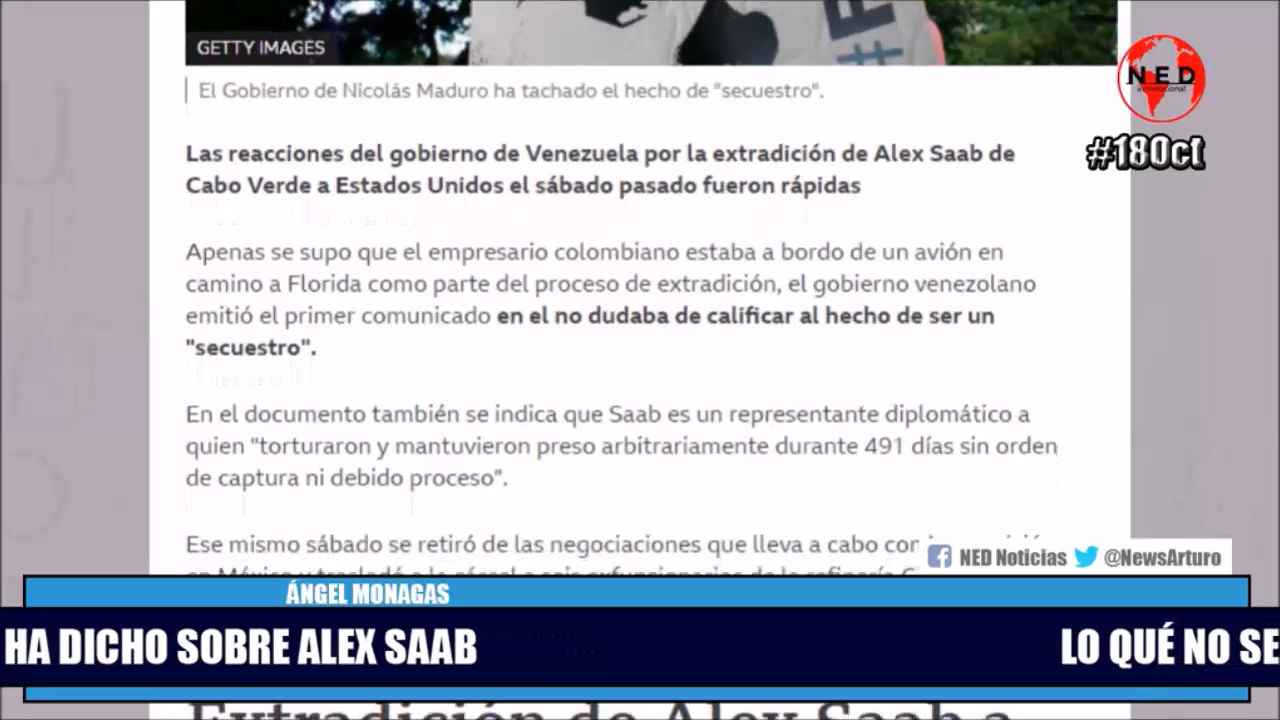 GETTY IMAGES
#F
N.E.D
international
#18Oct
El Gobierno de Nicolás Maduro ha tachado el hecho de "secuestro".
Las reacciones del gobierno de Venezuela por la extradición de Alex Saab de
Cabo Verde a Estados Unidos el sábado pasado fueron rápidas
Apenas se supo que el empresario colombiano estaba a bordo de un avión en
camino a Florida como parte del proceso de extradición, el gobierno venezolano
emitió el primer comunicado en el no dudaba de calificar al hecho de ser un
"secuestro".
En el documento también se indica que Saab es un representante diplomático a
quien "torturaron y mantuvieron preso arbitrariamente durante 491 días sin orden
de captura ni debido proceso".
Ese mismo sábado se retiró de las negociaciones que lleva a cabo con
NED Noticias @NewsArturo
ÁNGEL MONAGAS
HA DICHO SOBRE ALEX SAAB LO QUÉ NO SE
Extradición de Alex Saab a